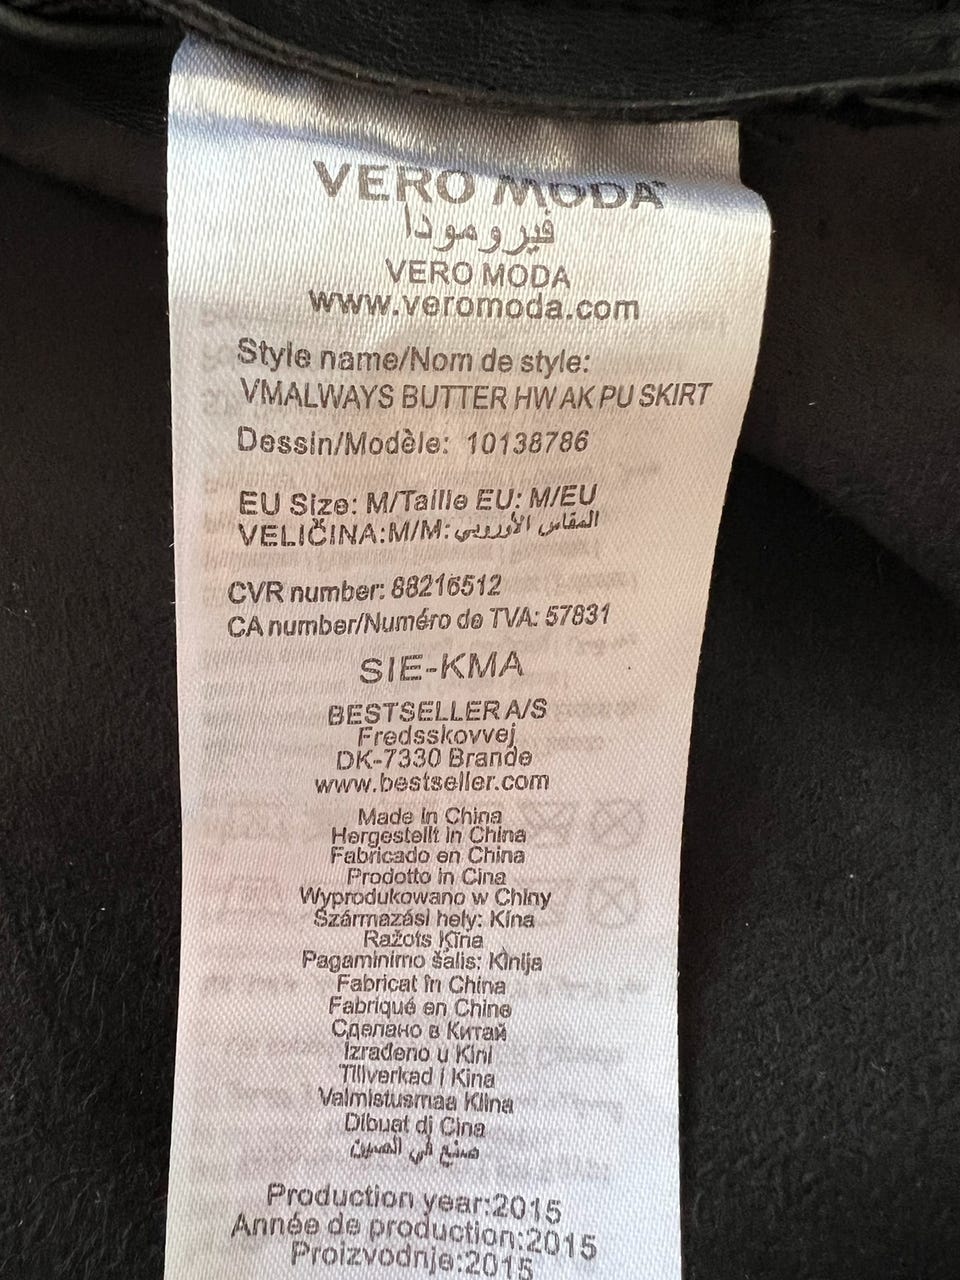 VERO MODA
فيرومودا
VERO MODA
www.veromoda.com
Style name/Nom de style:
VMALWAYS BUTTER HW AK PU SKIRT
Dessin/Modèle: 10138786
EU Size: M/Taille EU: M/EU
VELIČINA:M/M:المقاس الأوروبي
CVR number: 88216512
CA number/Numéro de TVA: 57831
SIE-KMA
BESTSELLER A/S
Fredsskovvej
DK-7330 Brande
www.bestseller.com
Made in China
Hergestellt in China
Fabricado en China
Prodotto in Cina
Wyprodukowano w Chiny
Származási hely: Kína
Ražots Ķīna
Pagaminimo šalis: Kinija
Fabricat în China
Fabriqué en Chine
Сделано в Китай
Izrađeno u Kini
Tillverkad i Kina
Valmistusmaa Kiina
Dibuat di Cina
صنع في الصين
Production year:2015
Année de production:2015
Proizvodnje:2015